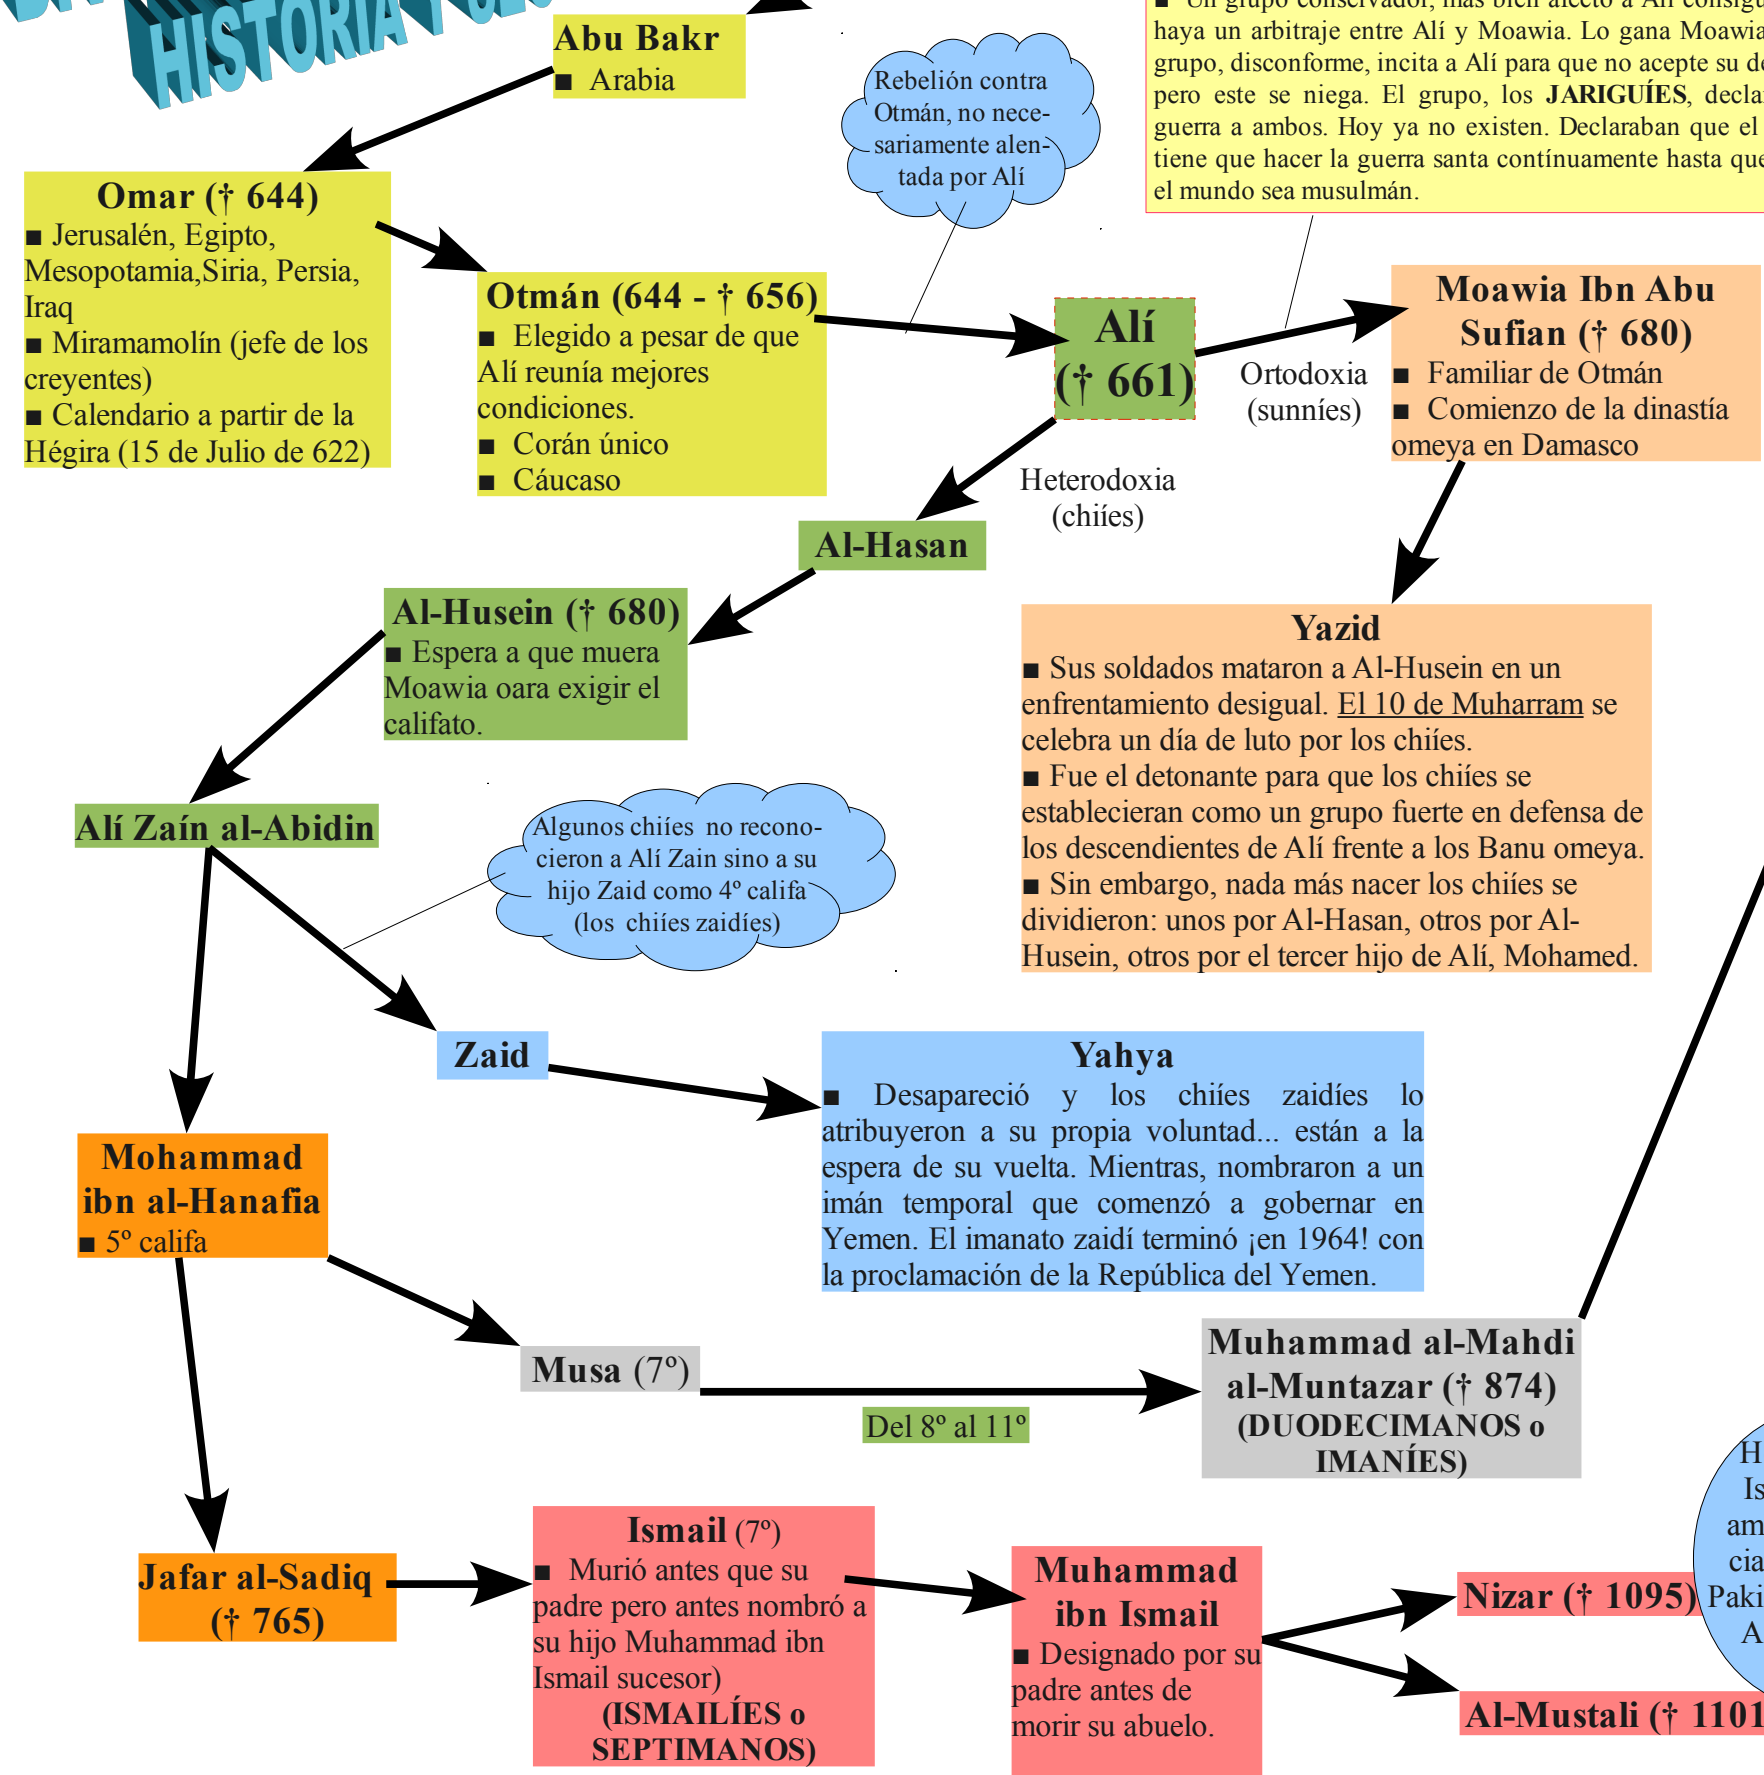 HISTORIA Y
Abu Bakr
■ Arabia
Rebelión contra
Otmán, no nece-
sariamente alen-
tada por Alí
■ Un grupo conservador, más bien afecto a Alí
haya un arbitraje entre Alí y Moawia. Lo gana Moawia
grupo, disconforme, incita a Alí para que no acepte su
pero este se niega. El grupo, los JARIGUÍES,
guerra a ambos. Hoy ya no existen. Declaraban que el
tiene que hacer la guerra santa contínuamente hasta que
el mundo sea musulmán.
Omar († 644)
■ Jerusalén, Egipto,
Mesopotamia,Siria, Persia,
Iraq
■ Miramamolín (jefe de los
creyentes)
■ Calendario a partir de la
Hégira (15 de Julio de 622)
Otmán (644 - † 656)
■ Elegido a pesar de que
Alí reunía mejores
condiciones.
■ Corán único
■ Cáucaso
Alí
(† 661)
Ortodoxia
(sunníes)
Moawia Ibn Abu
Sufian († 680)
■ Familiar de Otmán
■ Comienzo de la dinastía
omeya en Damasco
Heterodoxia
(chiíes)
Al-Hasan
Al-Husein († 680)
■ Espera a que muera
Moawia oara exigir el
califato.
Yazid
■ Sus soldados mataron a Al-Husein en un
enfrentamiento desigual. El 10 de Muharram se
celebra un día de luto por los chiíes.
■ Fue el detonante para que los chiíes se
establecieran como un grupo fuerte en defensa de
los descendientes de Alí frente a los Banu omeya.
■ Sin embargo, nada más nacer los chiíes se
dividieron: unos por Al-Hasan, otros por Al-
Husein, otros por el tercer hijo de Alí, Mohamed.
Alí Zaín al-Abidin
Algunos chiíes no recono-
cieron a Alí Zain sino a su
hijo Zaid como 4º califa
(los chiíes zaidíes)
Zaid
Yahya
■ Desapareció y los chiíes zaidíes lo
atribuyeron a su propia voluntad... están a la
espera de su vuelta. Mientras, nombraron a un
imán temporal que comenzó a gobernar en
Yemen. El imanato zaidí terminó ¡en 1964! con
la proclamación de la República del Yemen.
Mohammad
ibn al-Hanafia
■ 5º califa
Musa (7º)
Del 8º al 11º
Muhammad al-Mahdi
al-Muntazar († 874)
(DUODECIMANOS o
IMANÍES)
Jafar al-Sadiq
(† 765)
Ismail (7º)
■ Murió antes que su
padre pero antes nombró a
su hijo Muhammad ibn
Ismail sucesor)
(ISMAILÍES o
SEPTIMANOS)
Muhammad
ibn Ismail
■ Designado por su
padre antes de
morir su abuelo.
Nizar († 1095)
H
Is
am
cia
Paki
A
Al-Mustali († 1101